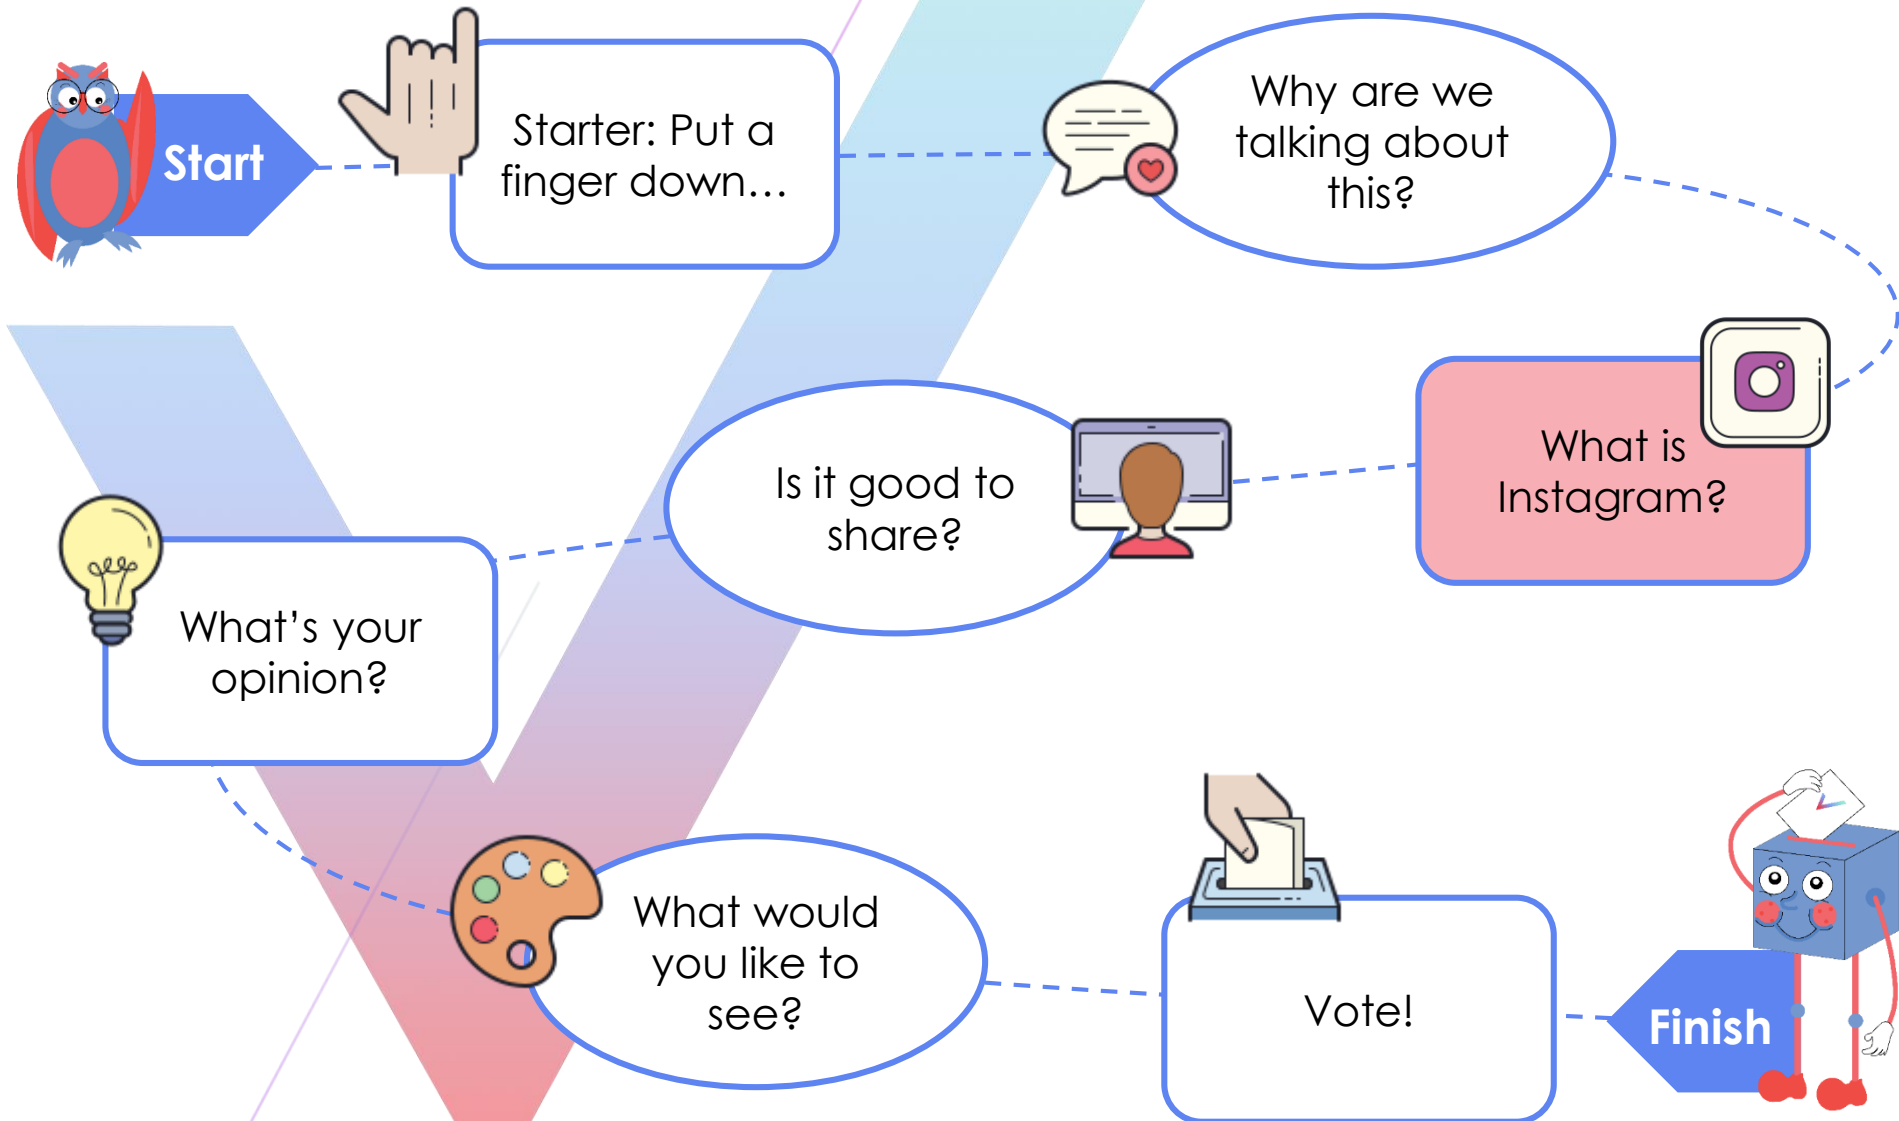 Start
Starter: Put a
finger down…
Why are we
talking about
this?
What is
Instagram?
Is it good to
share?
What’s your
opinion?
What would
you like to
see?
Vote!
Finish